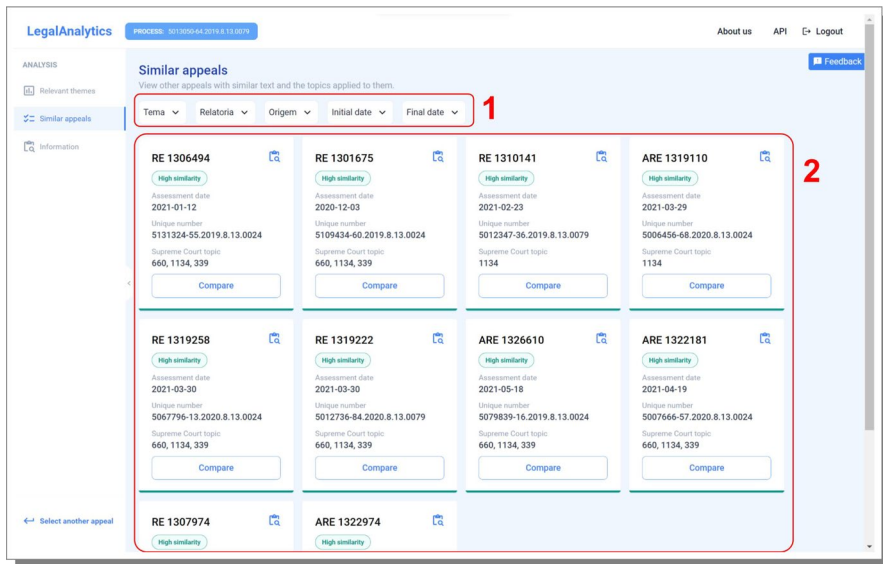 LegalAnalytics
PROCESS: 5013050-64.2019.8.13.0079
About us
API
Logout
Feedback
ANALYSIS
Relevant themes
Similar appeals
Information
Select another appeal
Similar appeals
View other appeals with similar text and the topics applied to them.
Tema Relatoria Origem Initial date Final date
1
2
RE 1306494
High similarity
Assessment date
2021-01-12
Unique number
5131324-55.2019.8.13.0024
Supreme Court topic
660, 1134, 339
Compare
RE 1301675
High similarity
Assessment date
2020-12-03
Unique number
5109434-60.2019.8.13.0024
Supreme Court topic
660, 1134, 339
Compare
RE 1310141
High similarity
Assessment date
2021-02-23
Unique number
5012347-36.2019.8.13.0079
Supreme Court topic
1134
Compare
ARE 1319110
High similarity
Assessment date
2021-03-29
Unique number
5006456-68.2020.8.13.0024
Supreme Court topic
1134
Compare
RE 1319258
High similarity
Assessment date
2021-03-30
Unique number
5067796-13.2020.8.13.0024
Supreme Court topic
660, 1134, 339
Compare
RE 1319222
High similarity
Assessment date
2021-03-30
Unique number
5012736-84.2020.8.13.0079
Supreme Court topic
660, 1134, 339
Compare
ARE 1326610
High similarity
Assessment date
2021-05-18
Unique number
5079839-16.2019.8.13.0024
Supreme Court topic
660, 1134, 339
Compare
ARE 1322181
High similarity
Assessment date
2021-04-19
Unique number
5007666-57.2020.8.13.0024
Supreme Court topic
660, 1134, 339
Compare
RE 1307974
High similarity
ARE 1322974
High similarity